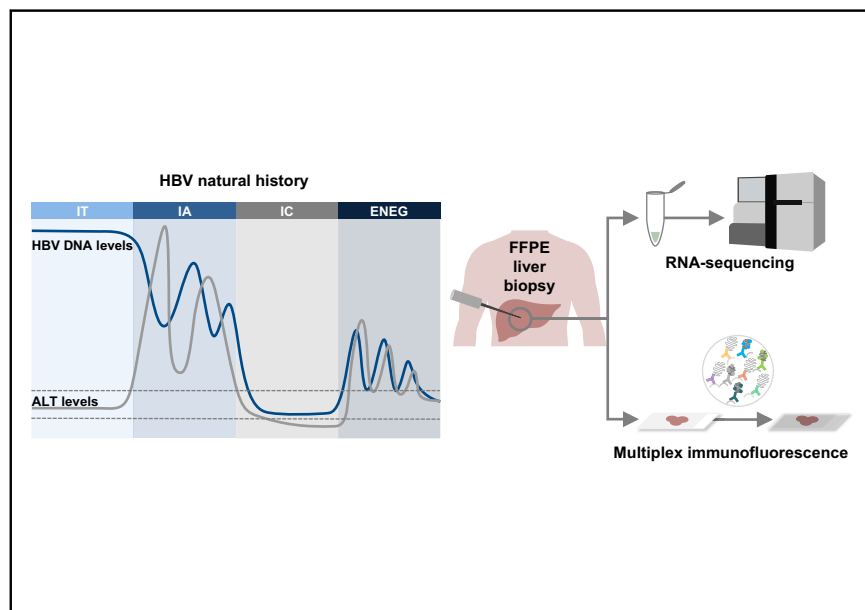 HBV natural history
IT IA IC ENEG
HBV DNA levels
ALT levels
FFPE
liver
biopsy
RNA-sequencing
Multiplex immunofluorescence